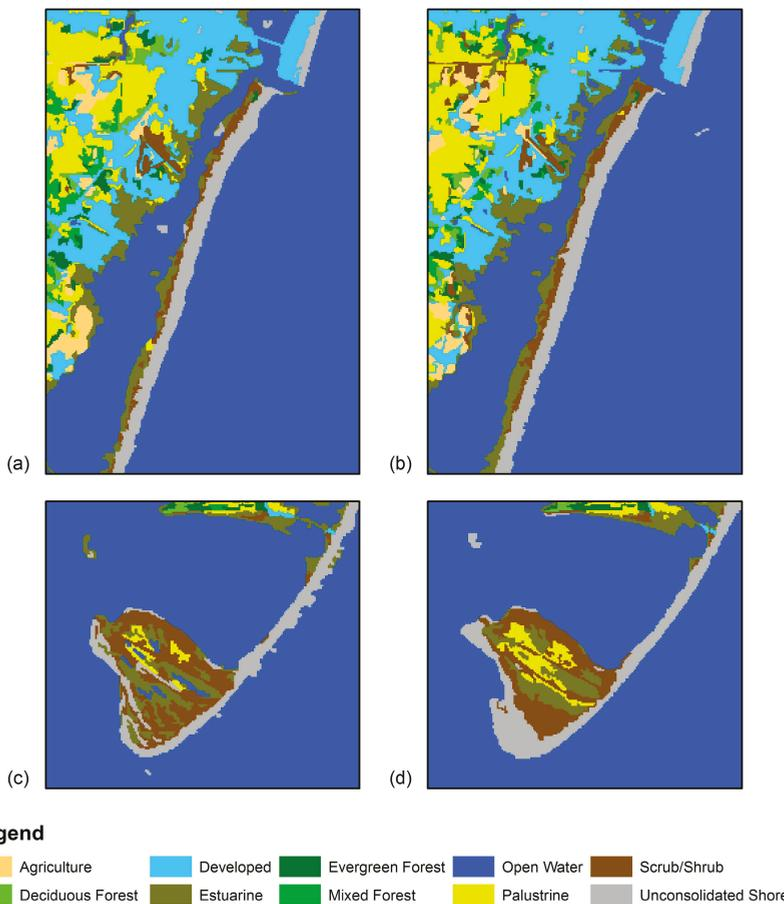 (a)
(b)
(c)
(d)
gend
Agriculture Developed Evergreen Forest Open Water Scrub/Shrub
Deciduous Forest Estuarine Mixed Forest Palustrine Unconsolidated Shore